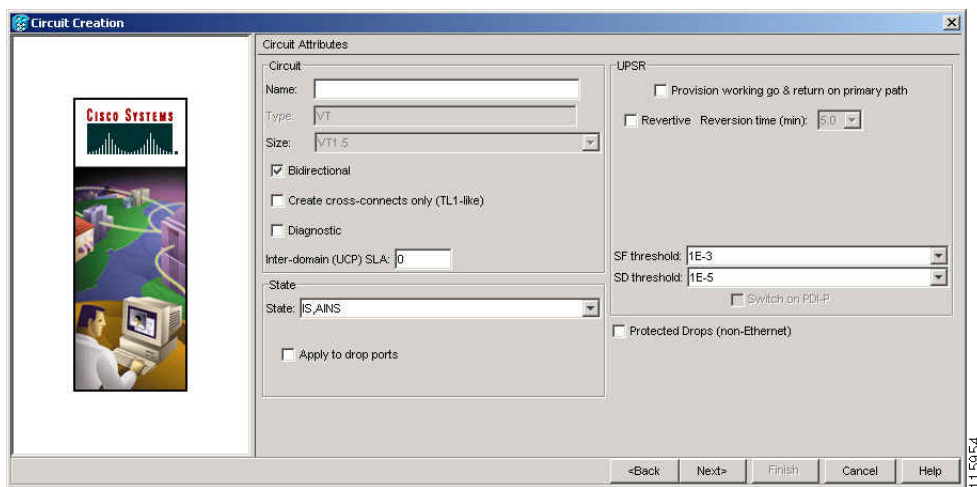 Circuit Creation
CISCO SYSTEMS
Circuit Attributes
Circuit
Name:
Type: VT
Size: VT1.5
Bidirectional
Create cross-connects only (TL1-like)
Diagnostic
Inter-domain (UCP) SLA: 0
State
State: IS,AINS
Apply to drop ports
UPSR
Provision working go & return on primary path
Revertive Reversion time (min): 5.0
SF threshold: 1E-3
SD threshold: 1E-5
Switch on PDI-P
Protected Drops (non-Ethernet)
<Back Next> Finish Cancel Help
115954